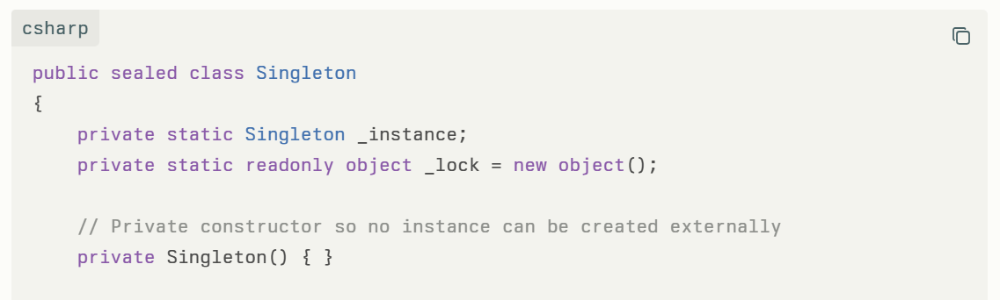 csharp
public sealed class Singleton
{
    private static Singleton _instance;
    private static readonly object _lock = new object();

    // Private constructor so no instance can be created externally
    private Singleton() { }